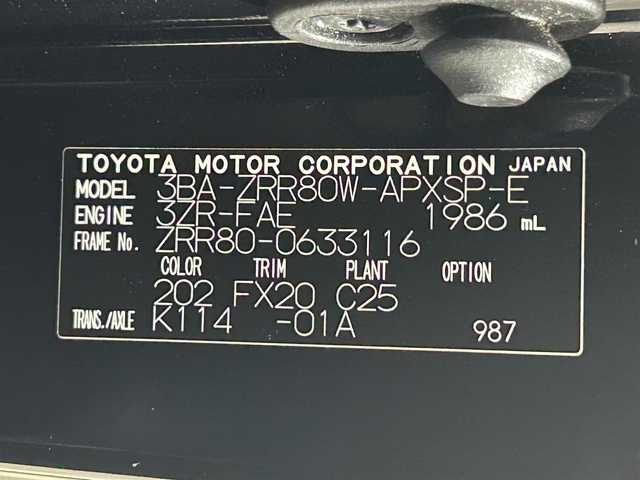 TOYOTA MOTOR CORPORATION JAPAN
MODEL 3BA-ZRR80W-APXSP-E
ENGINE 3ZR-FAE 1986 mL
FRAME No. ZRR80-0633116
COLOR TRIM PLANT OPTION
202 FX20 C25
TRANS./AXLE K114 -01A 987